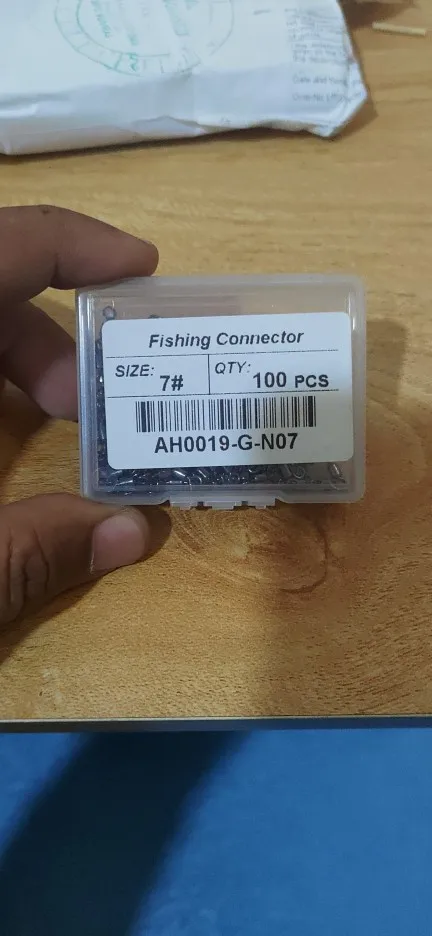 Fishing Connector
SIZE: 7#
QTY: 100 PCS
AH0019-G-N07